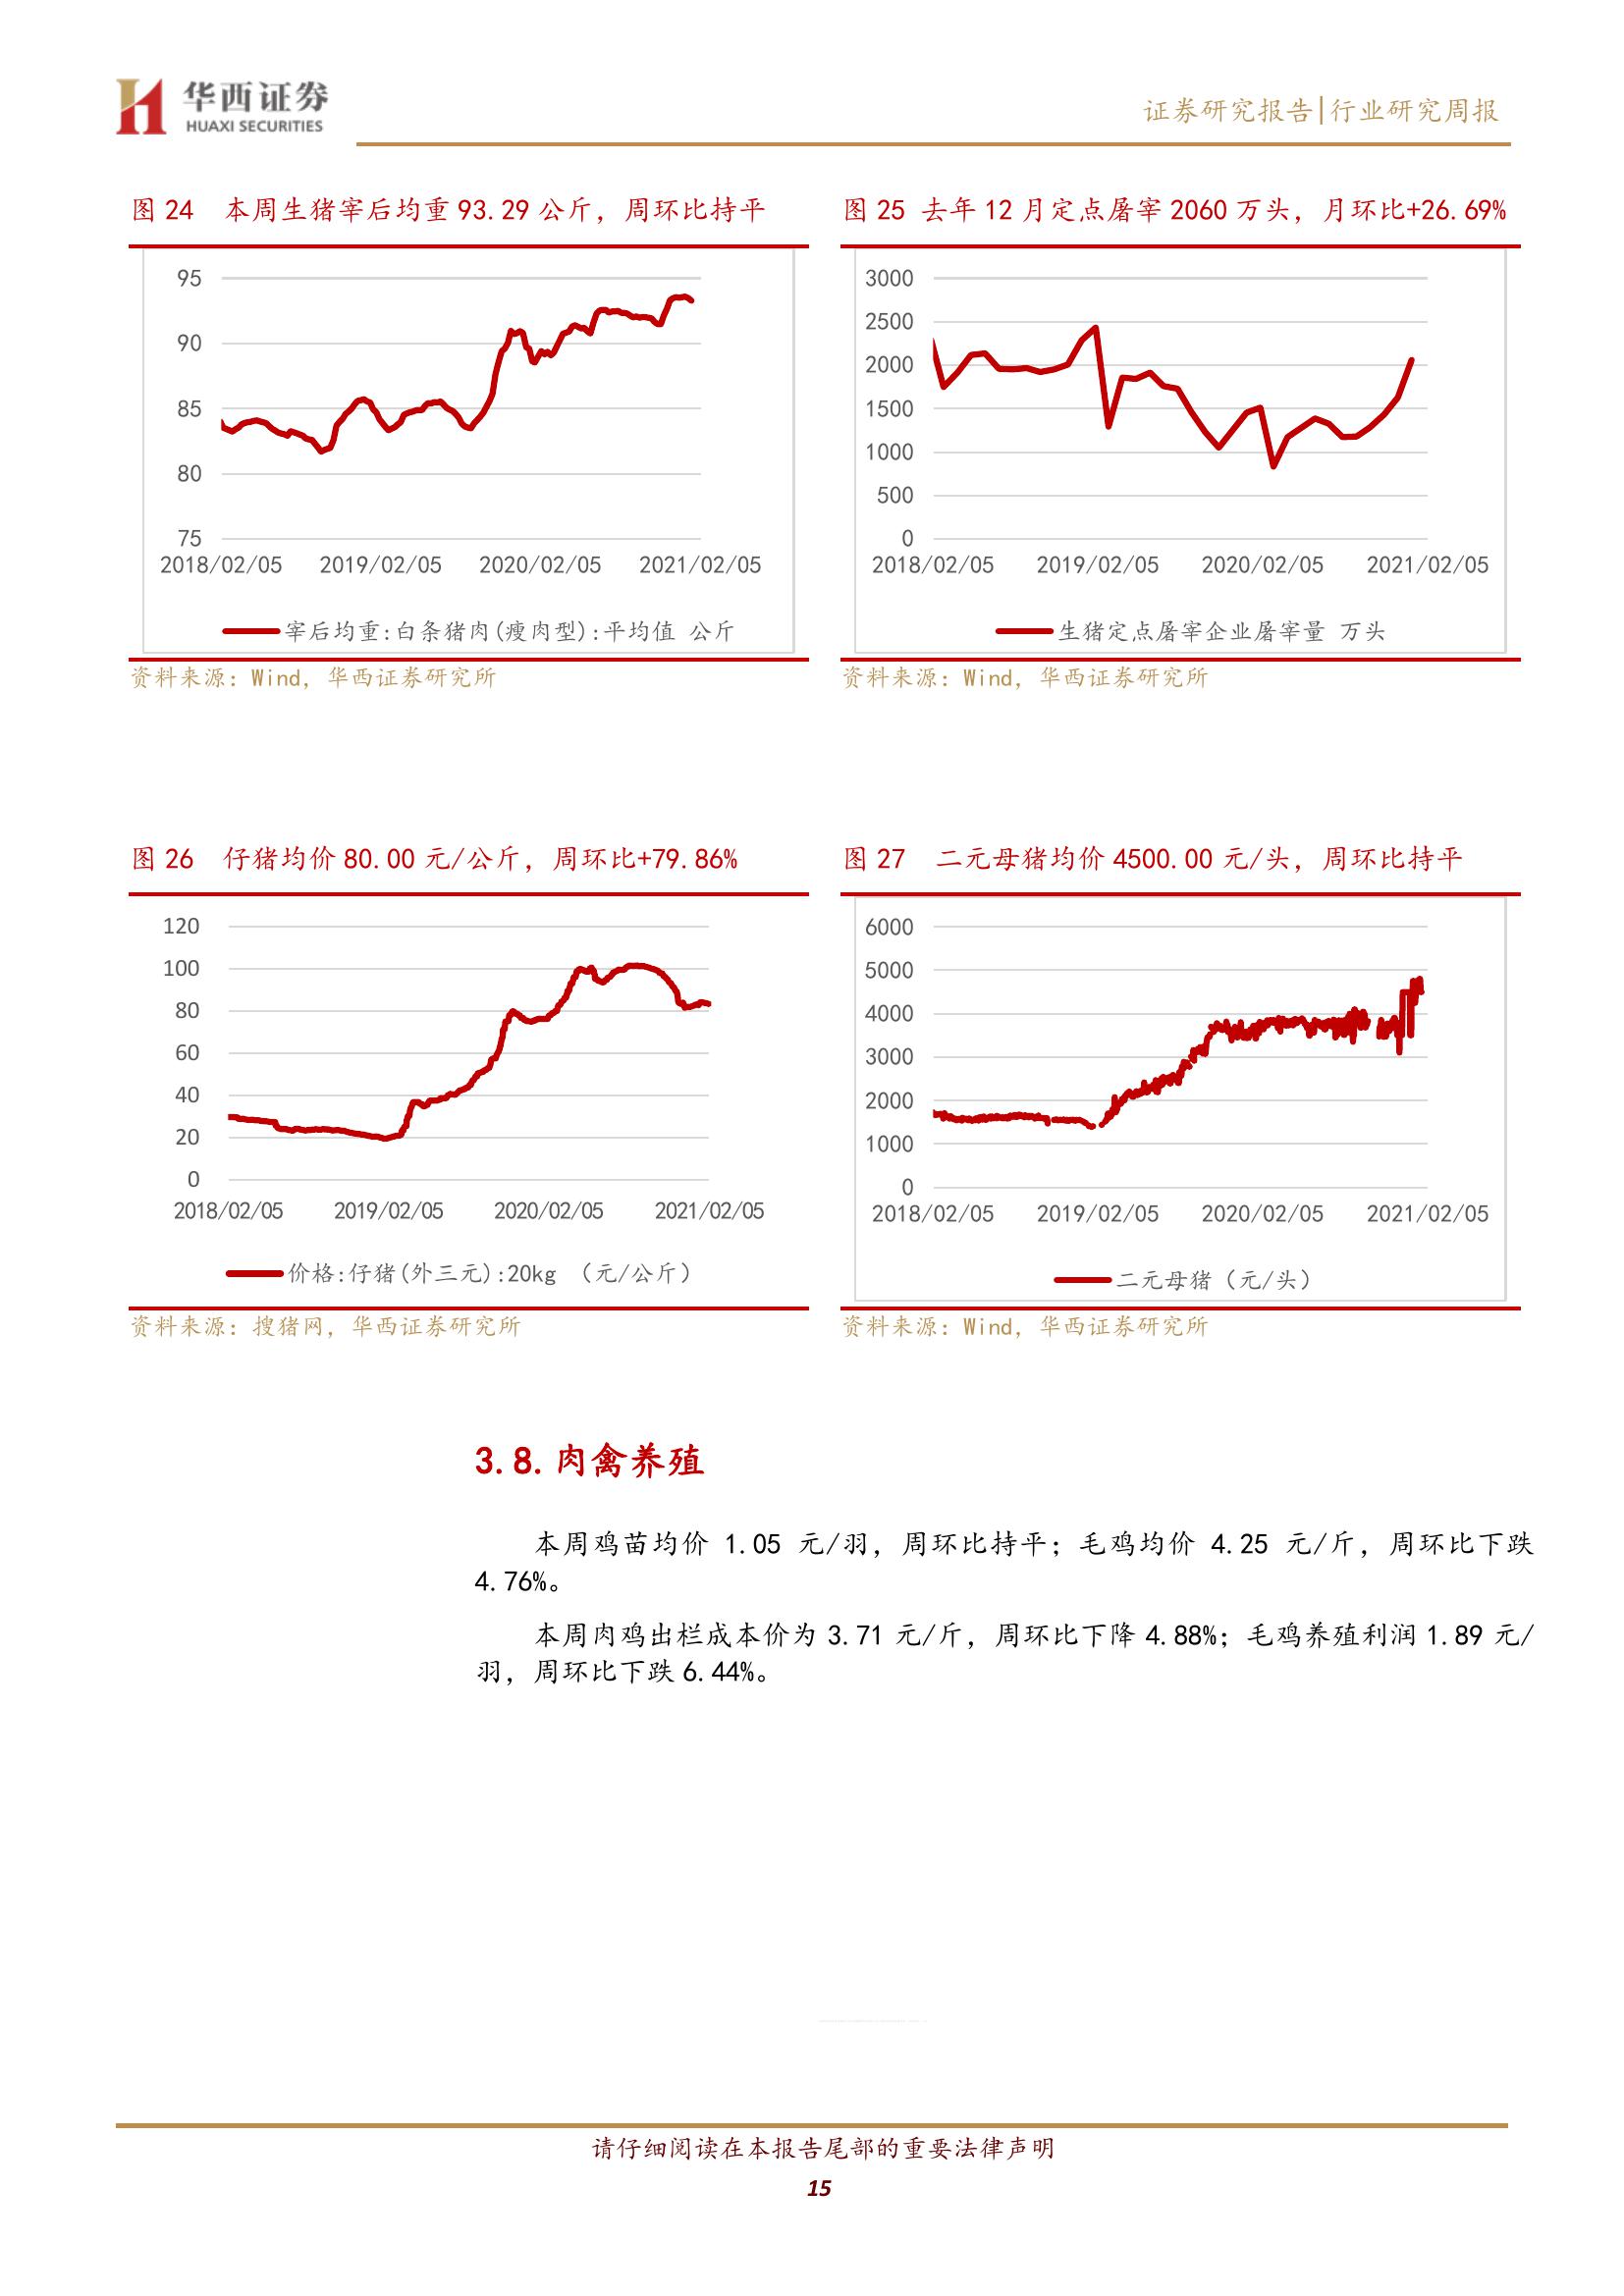 华西证券
HUAXI SECURITIES
证券研究报告|行业研究周报
图 24 本周生猪宰后均重 93.29 公斤，周环比持平
95
90
85
80
75
2018/02/05 2019/02/05 2020/02/05 2021/02/05
宰后均重:白条猪肉(瘦肉型):平均值 公斤
资料来源：Wind，华西证券研究所
图 25 去年 12 月定点屠宰 2060 万头，月环比+26.69%
3000
2500
2000
1500
1000
500
0
2018/02/05 2019/02/05 2020/02/05 2021/02/05
生猪定点屠宰企业屠宰量 万头
资料来源：Wind，华西证券研究所
图 26 仔猪均价 80.00 元/公斤，周环比+79.86%
120
100
80
60
40
20
0
2018/02/05 2019/02/05 2020/02/05 2021/02/05
价格:仔猪(外三元):20kg （元/公斤）
资料来源：搜猪网，华西证券研究所
图 27 二元母猪均价 4500.00 元/头，周环比持平
6000
5000
4000
3000
2000
1000
0
2018/02/05 2019/02/05 2020/02/05 2021/02/05
二元母猪（元/头）
资料来源：Wind，华西证券研究所
3.8.肉禽养殖
本周鸡苗均价 1.05 元/羽，周环比持平；毛鸡均价 4.25 元/斤，周环比下跌
4.76%。
本周肉鸡出栏成本价为 3.71 元/斤，周环比下降 4.88%；毛鸡养殖利润 1.89 元/
羽，周环比下跌 6.44%。
请仔细阅读在本报告尾部的重要法律声明
15